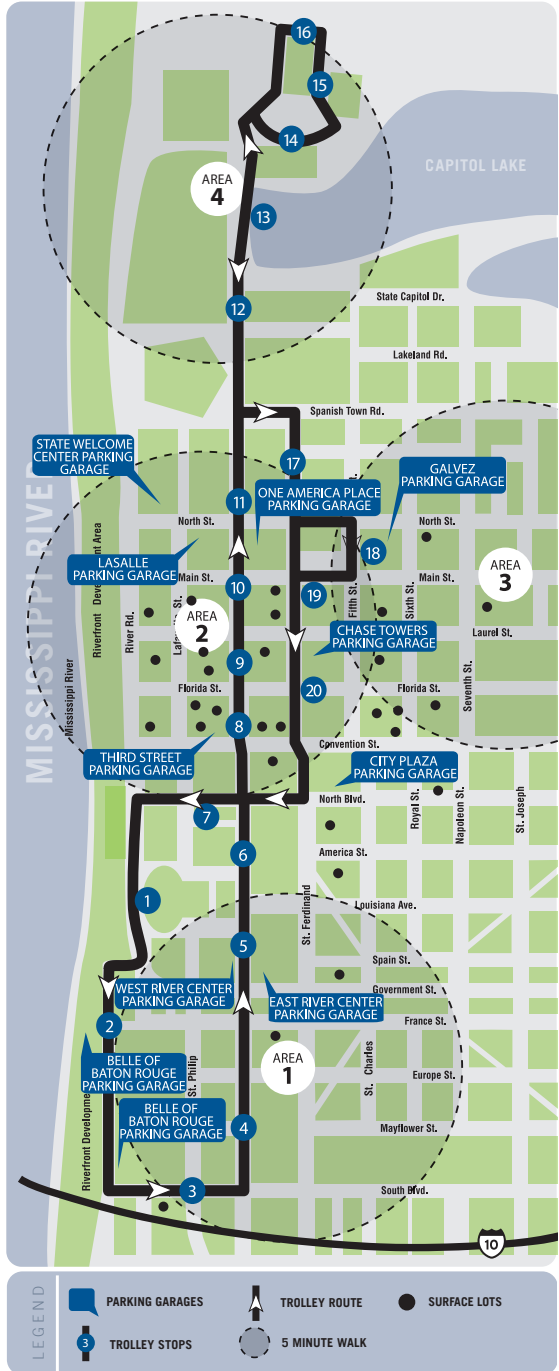 16
15
14
CAPITOL LAKE
AREA
4
13
12
State Capitol Dr.
Lakeland Rd.
Spanish Town Rd.
STATE WELCOME
CENTER PARKING
GARAGE
17
GALVEZ
PARKING GARAGE
ONE AMERICA PLACE
PARKING GARAGE
11
North St.
North St.
18
LASALLE
PARKING GARAGE
Main St.
Main St.
10
19
AREA
3
AREA
2
Fifth St.
Sixth St.
Laurel St.
CHASE TOWERS
PARKING GARAGE
MISSISSIPPI RIVER
Mississippi River
River Rd.
9
20
Florida St.
Florida St.
Seventh St.
8
THIRD STREET
PARKING GARAGE
Convention St.
CITY PLAZA
PARKING GARAGE
North Blvd.
7
Royal St.
Napoleon St.
St. Joseph
6
America St.
1
Louisiana Ave.
St. Ferdinand
5
Spain St.
WEST RIVER CENTER
PARKING GARAGE
EAST RIVER CENTER
PARKING GARAGE
Government St.
France St.
2
AREA
1
BELLE OF
BATON ROUGE
PARKING GARAGE
St. Phillip
St. Charles
Europe St.
BELLE OF
BATON ROUGE
PARKING GARAGE
4
Mayflower St.
3
South Blvd.
10
LEGEND
PARKING GARAGES
TROLLEY ROUTE
SURFACE LOTS
3
TROLLEY STOPS
5 MINUTE WALK